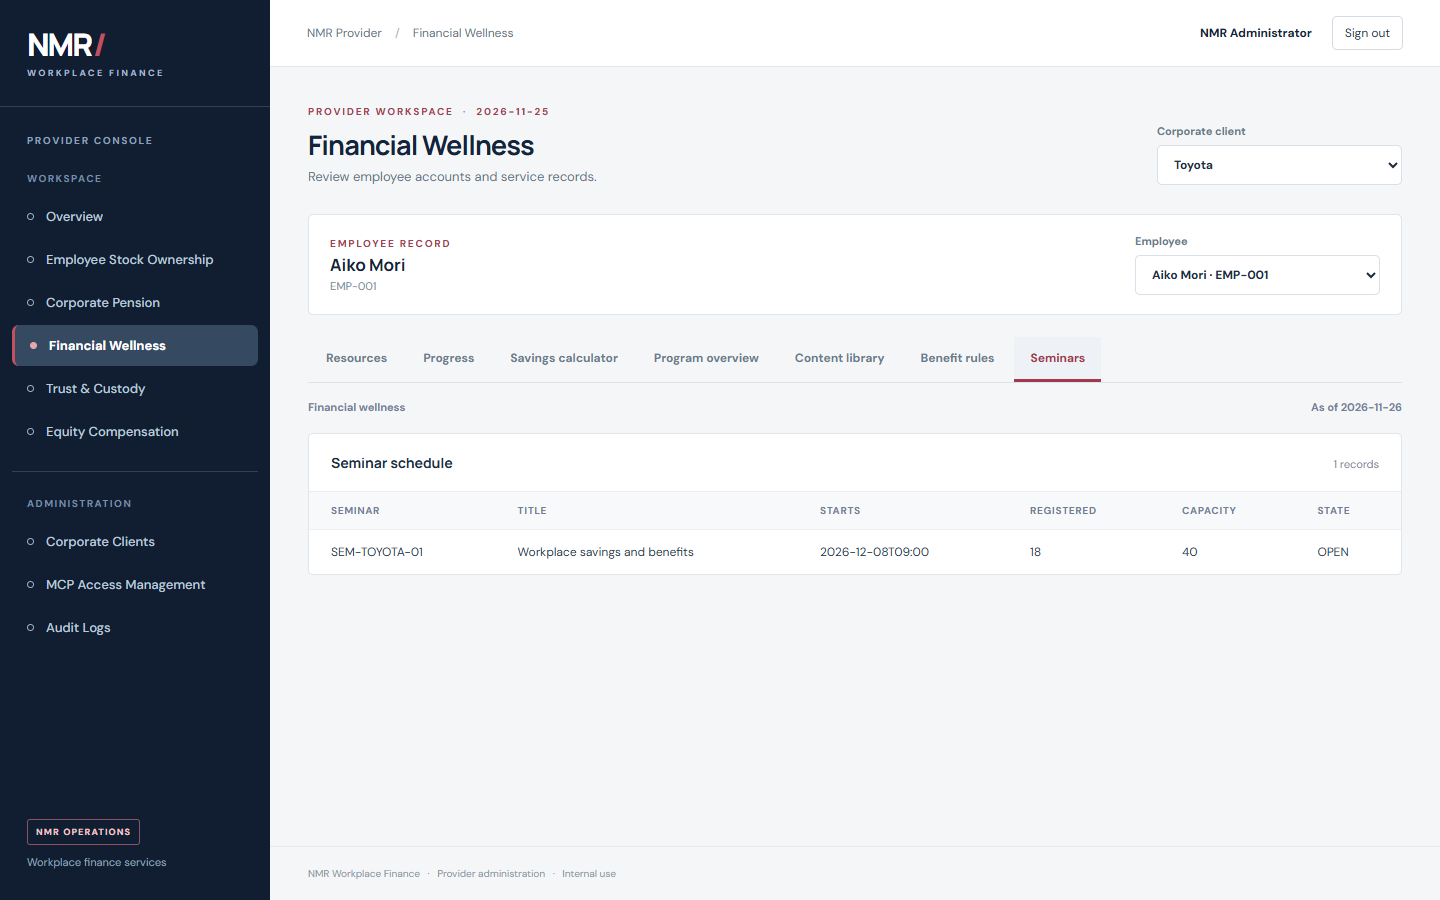 NMR/
WORKPLACE FINANCE
PROVIDER CONSOLE
WORKSPACE
Overview
Employee Stock Ownership
Corporate Pension
Financial Wellness
Trust & Custody
Equity Compensation
ADMINISTRATION
Corporate Clients
MCP Access Management
Audit Logs
NMR OPERATIONS
Workplace finance services
NMR Provider / Financial Wellness
NMR Administrator
Sign out
PROVIDER WORKSPACE · 2026-11-25
Financial Wellness
Review employee accounts and service records.
Corporate client
Toyota
EMPLOYEE RECORD
Aiko Mori
EMP-001
Employee
Aiko Mori · EMP-001
Resources Progress Savings calculator Program overview Content library Benefit rules Seminars
Financial wellness As of 2026-11-26
Seminar schedule 1 records
SEMINAR TITLE STARTS REGISTERED CAPACITY STATE
SEM-TOYOTA-01 Workplace savings and benefits 2026-12-08T09:00 18 40 OPEN
NMR Workplace Finance · Provider administration · Internal use